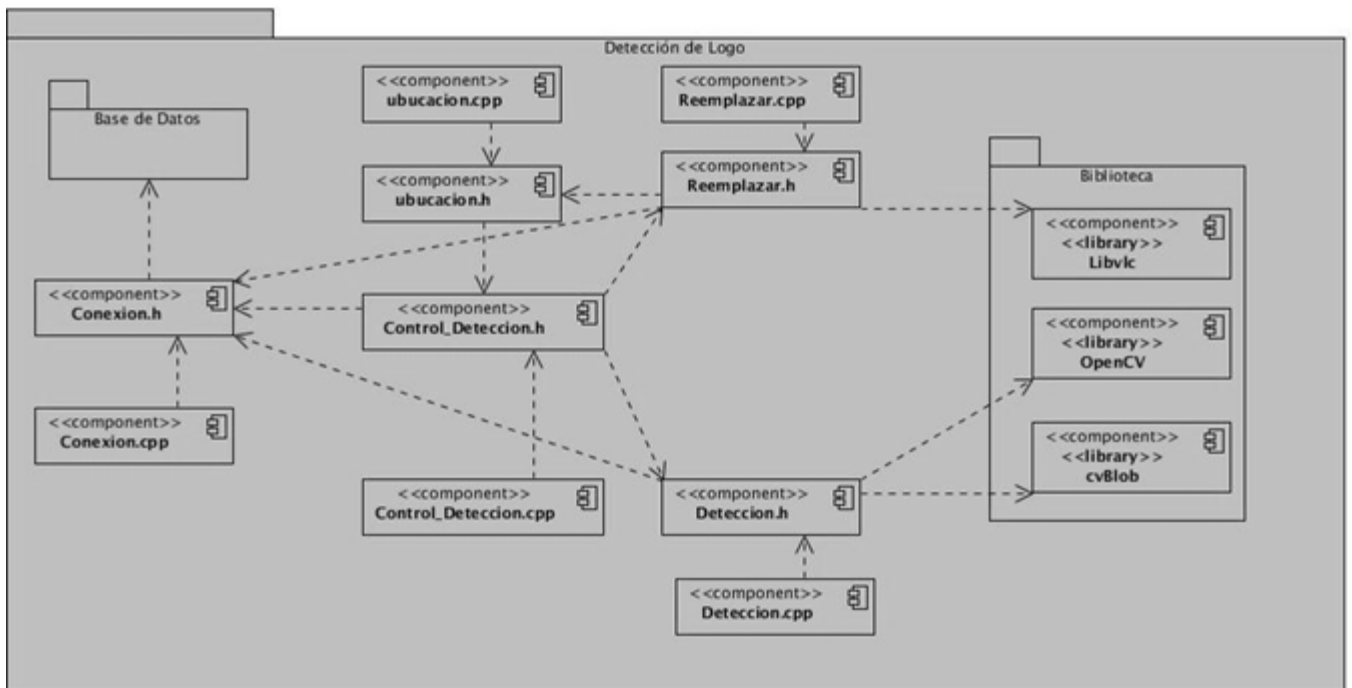 Detección de Logo
<<component>>
ubucacion.cpp
<<component>>
Reemplazar.cpp
Base de Datos
<<component>>
ubucacion.h
<<component>>
Reemplazar.h
Biblioteca
<<component>>
<<library>>
Libvlc
<<component>>
Conexion.h
<<component>>
Control_Deteccion.h
<<component>>
<<library>>
OpenCV
<<component>>
Conexion.cpp
<<component>>
<<library>>
cvBlob
<<component>>
Control_Deteccion.cpp
<<component>>
Deteccion.h
<<component>>
Deteccion.cpp